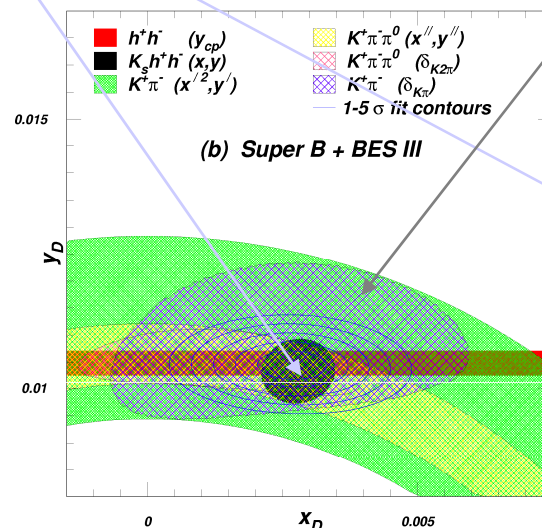 h⁺h⁻ (y_cp)
K_s h⁺h⁻ (x,y)
K⁺π⁻ (x′²,y′)
K⁺π⁻π⁰ (x″,y″)
K⁺π⁻π⁰ (δ_K2π)
K⁺π⁻ (δ_Kπ)
1-5 σ fit contours
0.015
(b) Super B + BES III
y_D
0.01
0
0.005
x_D